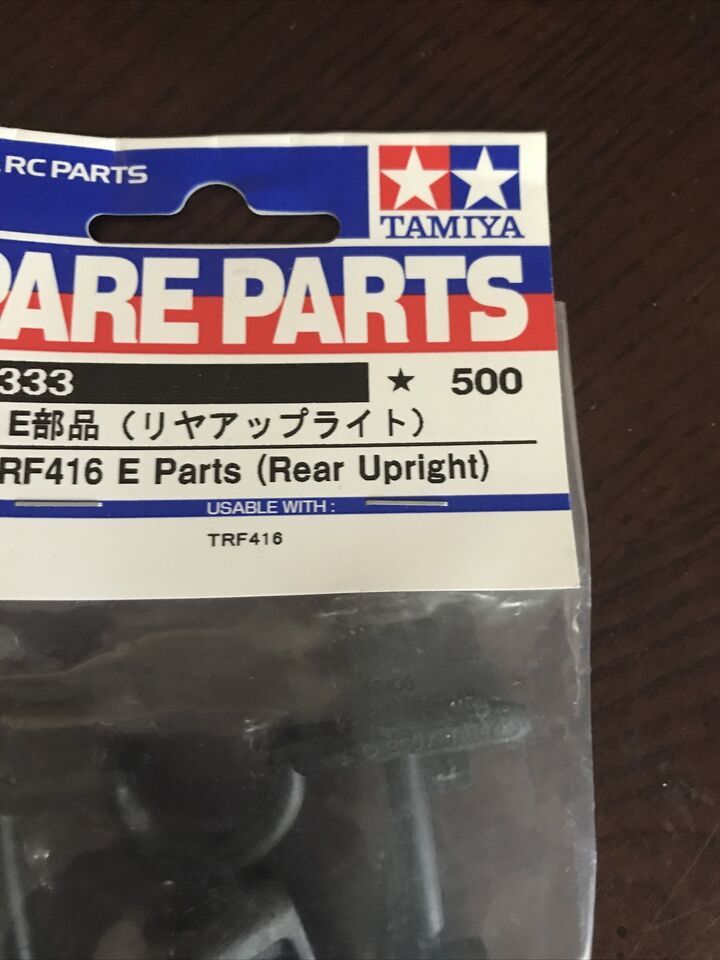 RC PARTS
TAMIYA
PARE PARTS
333 ★ 500
E部品（リヤアップライト）
RF416 E Parts (Rear Upright)
USABLE WITH :
TRF416